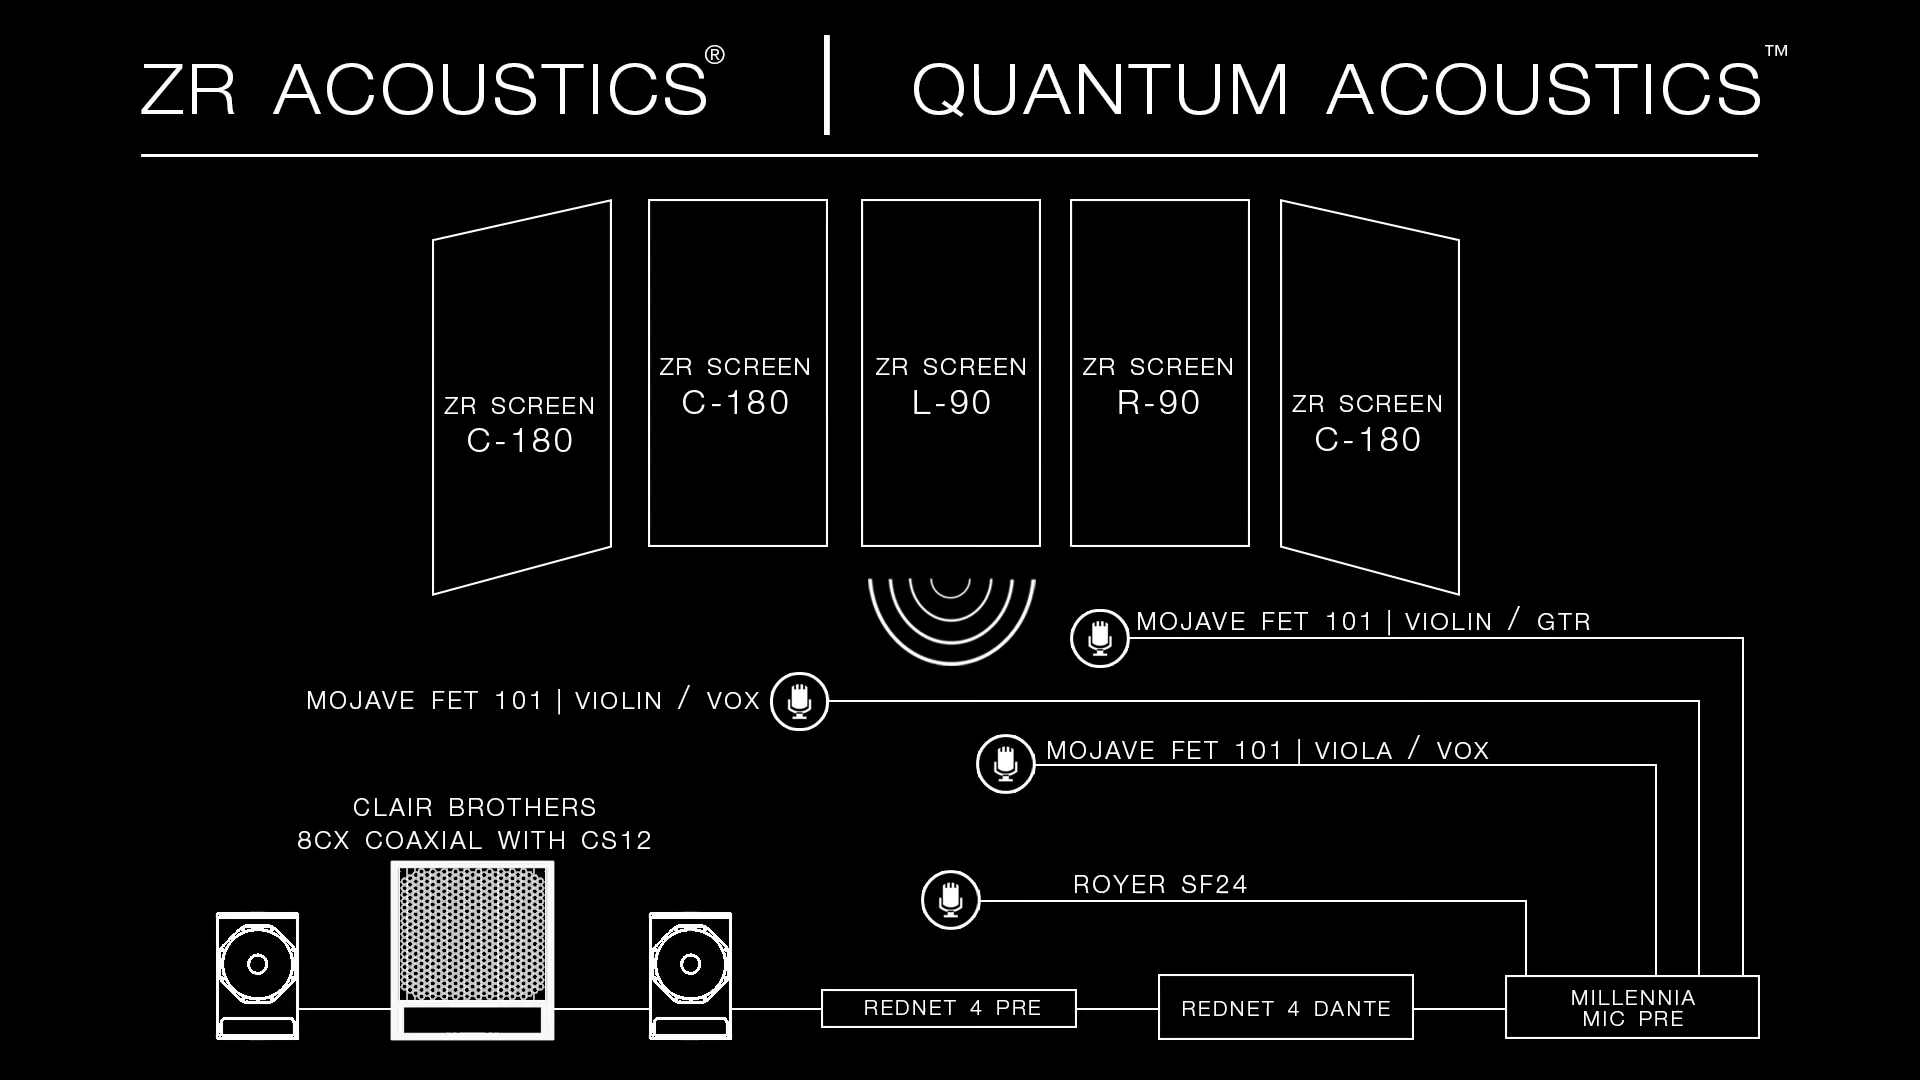 ZR ACOUSTICS® | QUANTUM ACOUSTICS™
ZR SCREEN
C-180
ZR SCREEN
C-180
ZR SCREEN
L-90
ZR SCREEN
R-90
ZR SCREEN
C-180
MOJAVE FET 101 | VIOLIN / GTR
MOJAVE FET 101 | VIOLIN / VOX
MOJAVE FET 101 | VIOLA / VOX
CLAIR BROTHERS
8CX COAXIAL WITH CS12
ROYER SF24
REDNET 4 PRE
REDNET 4 DANTE
MILLENNIA
MIC PRE